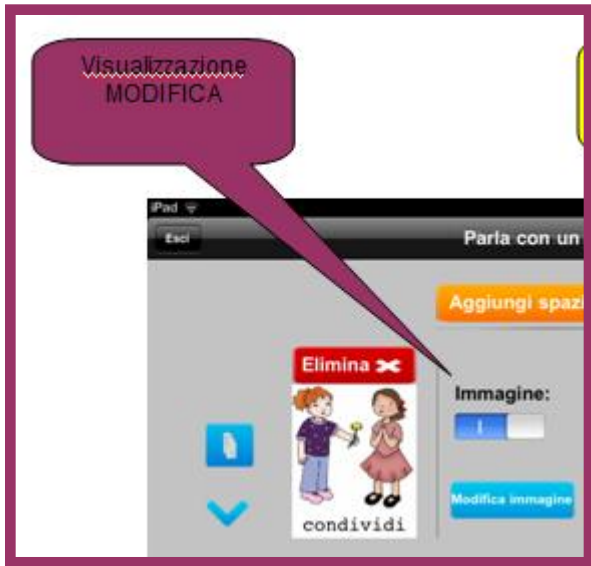 Visualizzazione
MODIFICA
iPad
Esci
Parla con un
Aggiungi spazi
Elimina
Immagine:
I
Modifica immagine
condividi